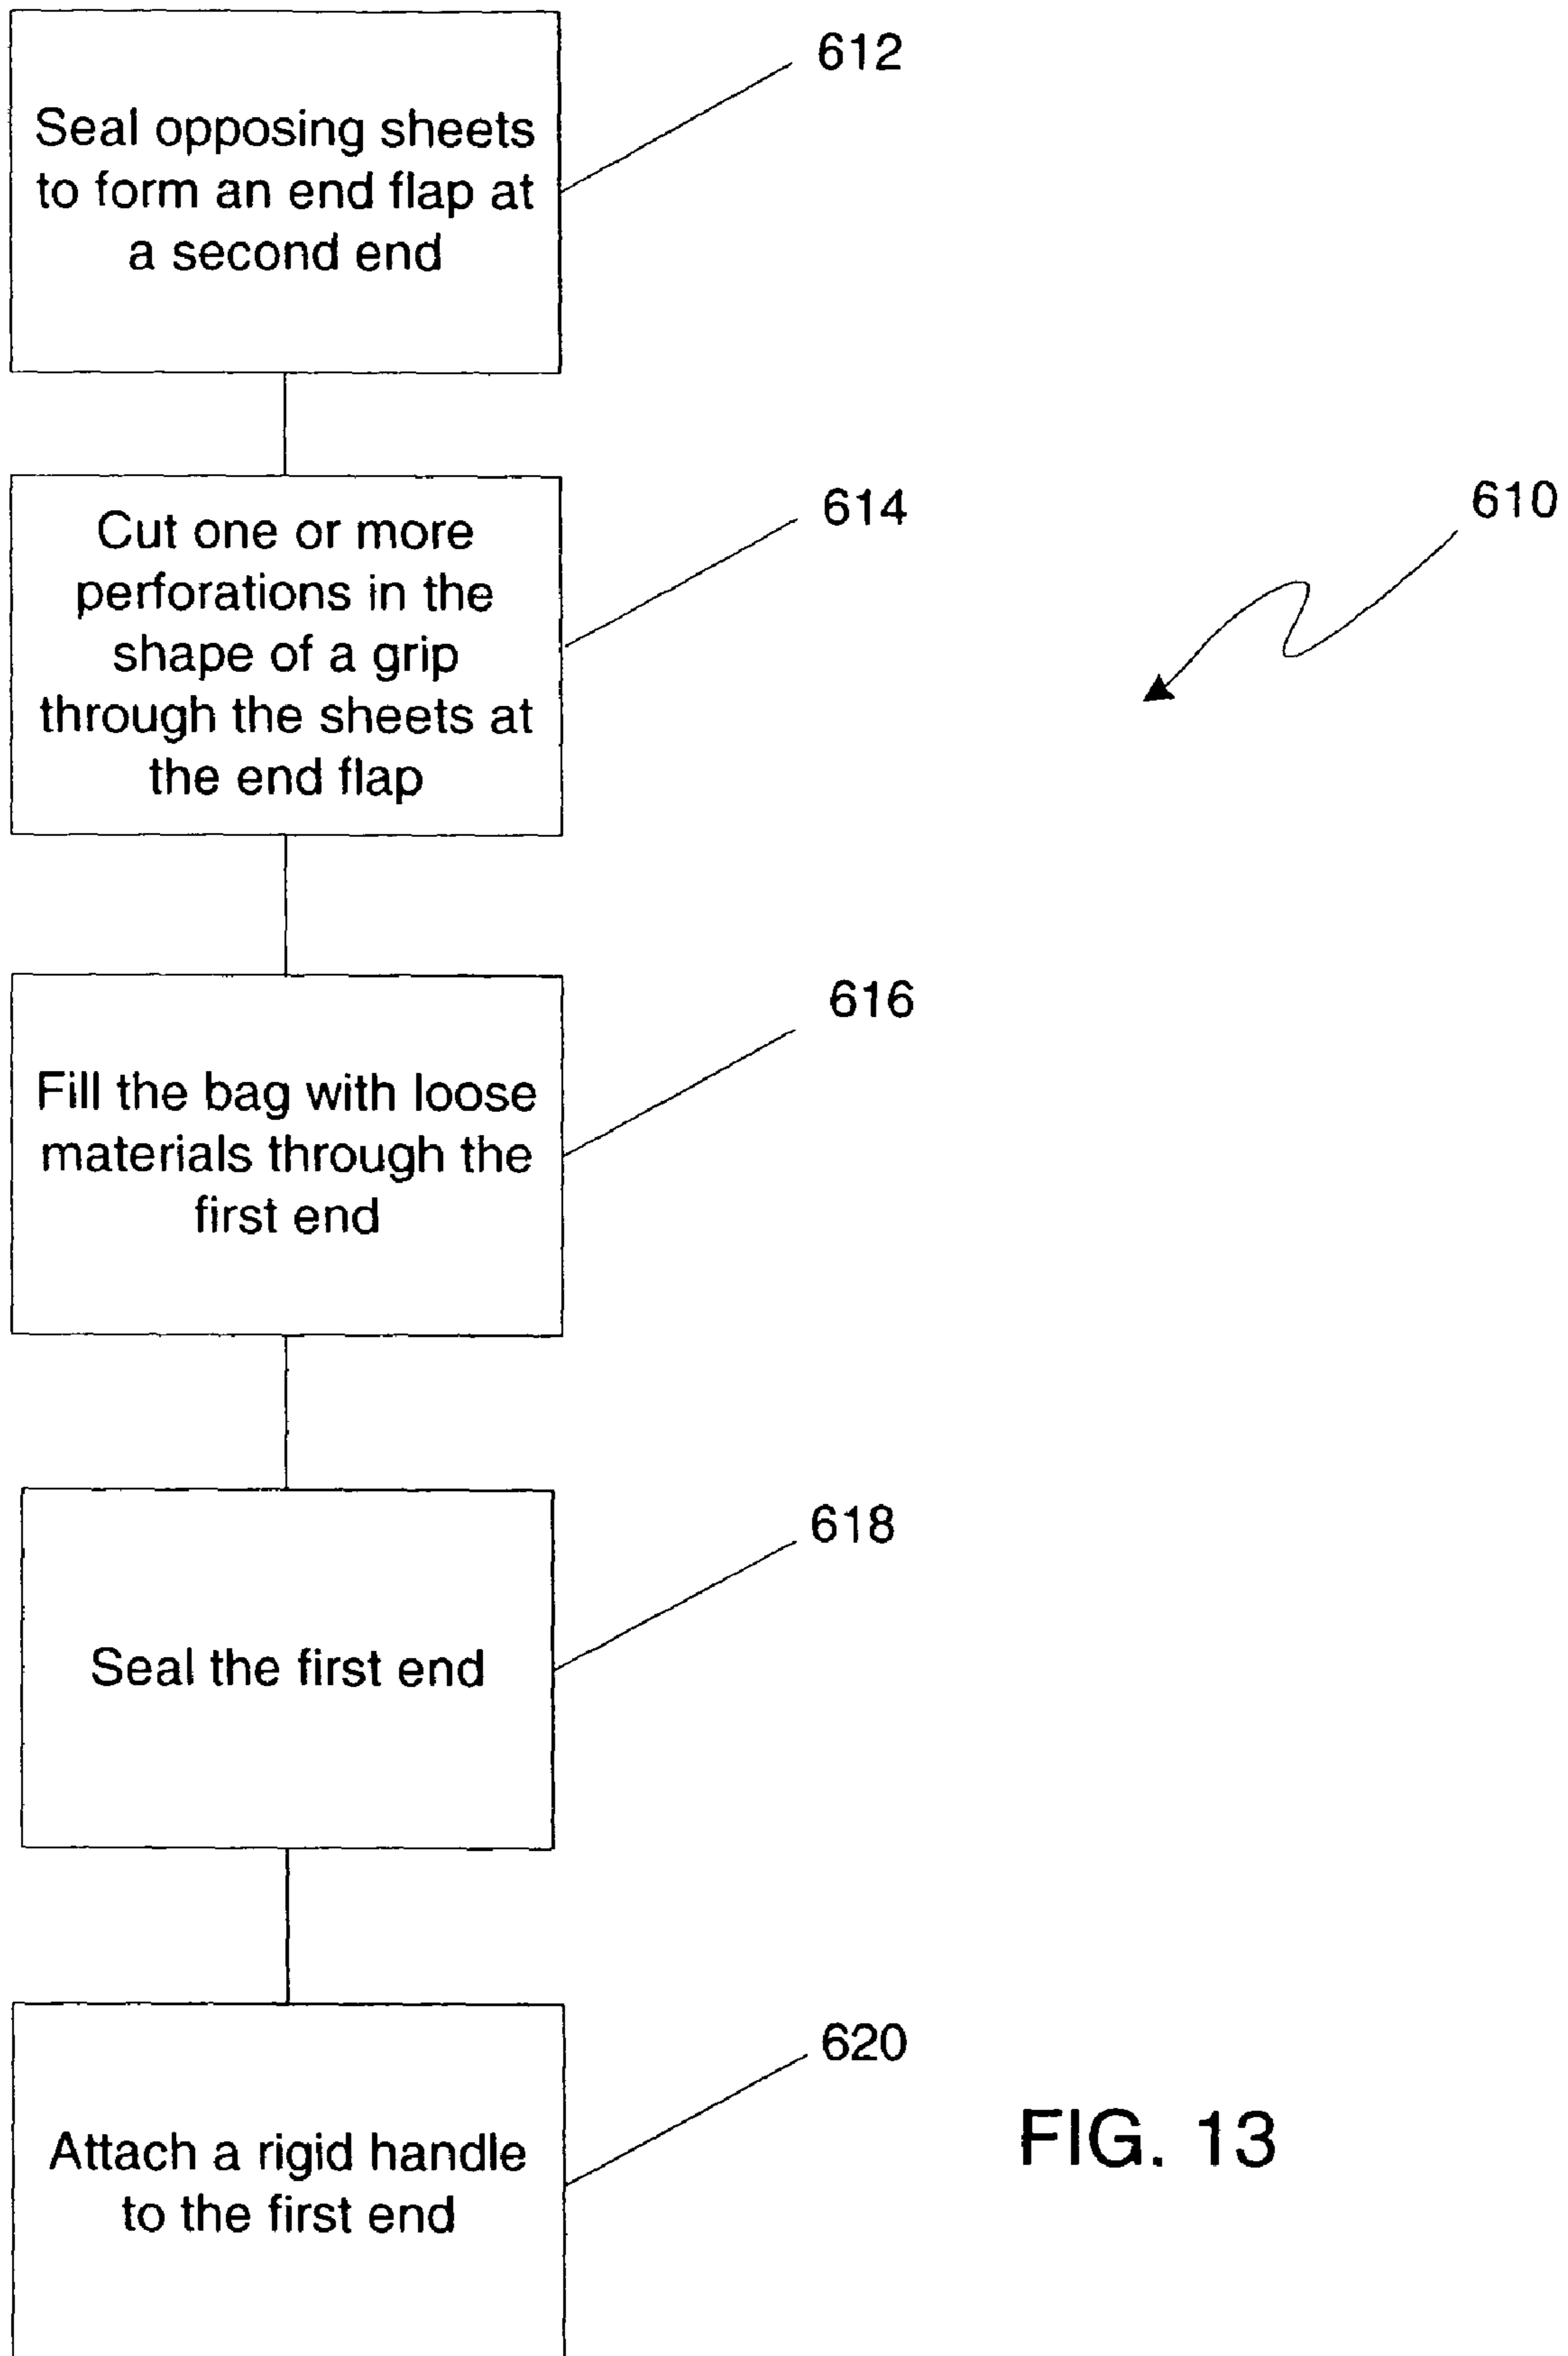 612
Seal opposing sheets
to form an end flap at
a second end
614
610
Cut one or more
perforations in the
shape of a grip
through the sheets at
the end flap
616
Fill the bag with loose
materials through the
first end
618
Seal the first end
620
Attach a rigid handle
to the first end
FIG. 13